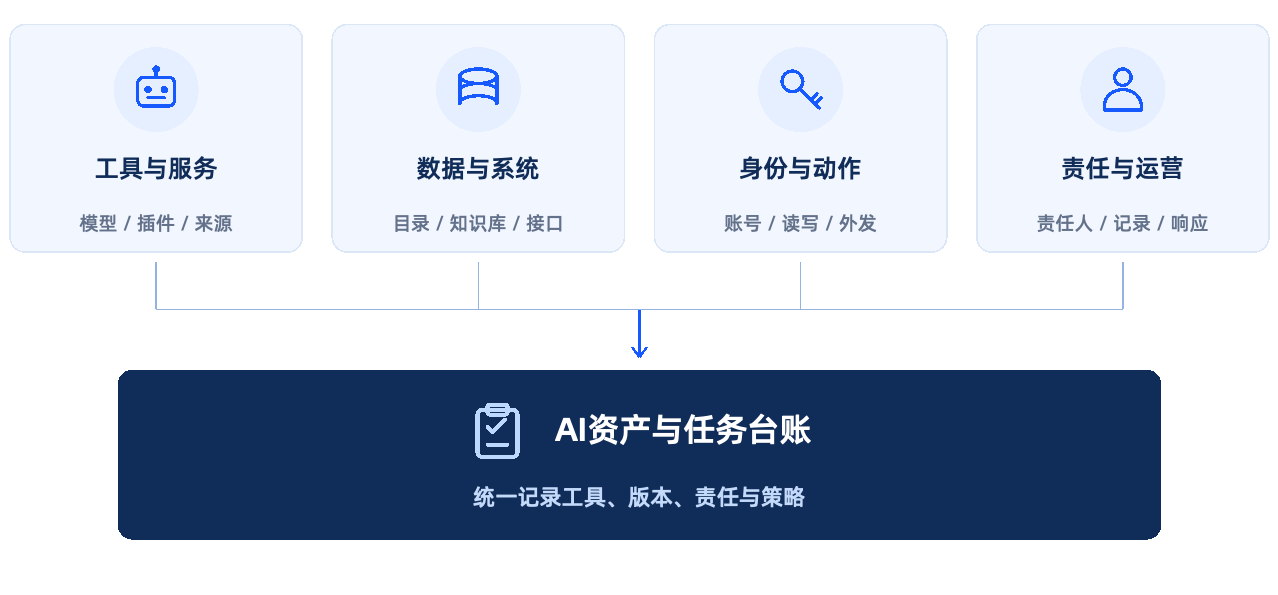 工具与服务
模型 / 插件 / 来源
数据与系统
目录 / 知识库 / 接口
身份与动作
账号 / 读写 / 外发
责任与运营
责任人 / 记录 / 响应
AI资产与任务台账
统一记录工具、版本、责任与策略